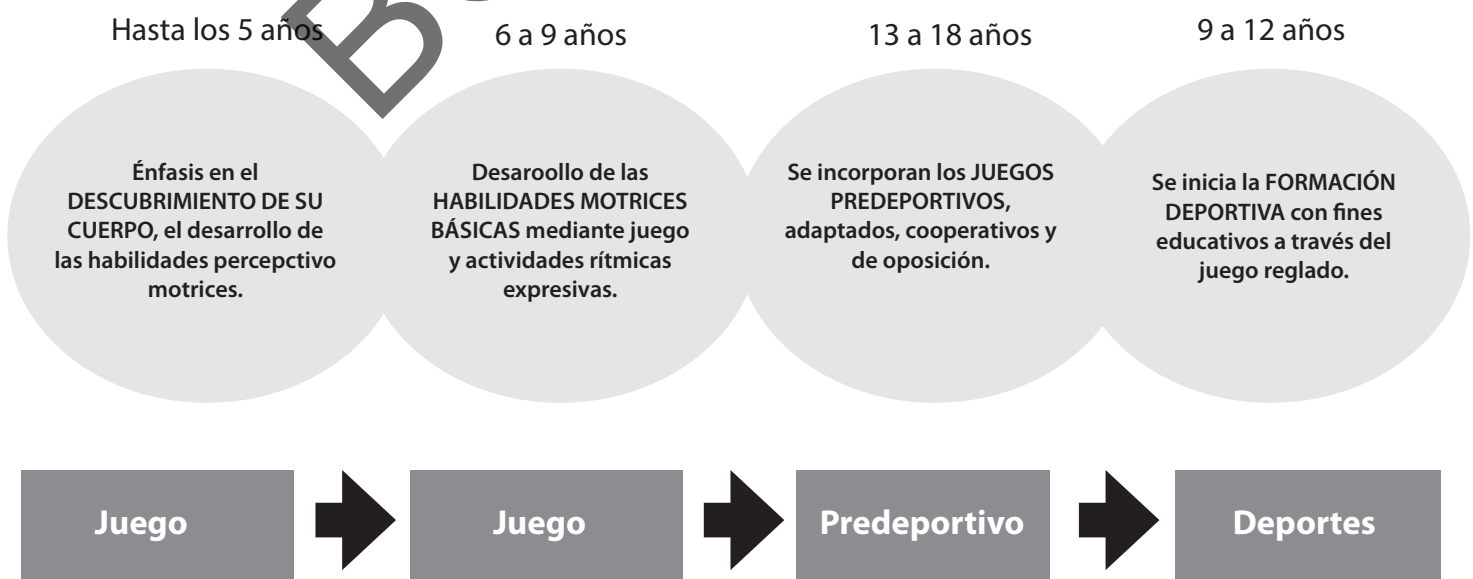 Hasta los 5 años
6 a 9 años
13 a 18 años
9 a 12 años
Énfasis en el
DESCUBRIMIENTO DE SU
CUERPO, el desarrollo de
las habilidades percepctivo
motrices.
Desaroollo de las
HABILIDADES MOTRICES
BÁSICAS mediante juego
y actividades rítmicas
expresivas.
Se incorporan los JUEGOS
PREDEPORTIVOS,
adaptados, cooperativos y
de oposición.
Se inicia la FORMACIÓN
DEPORTIVA con fines
educativos a través del
juego reglado.
Juego
Juego
Predeportivo
Deportes